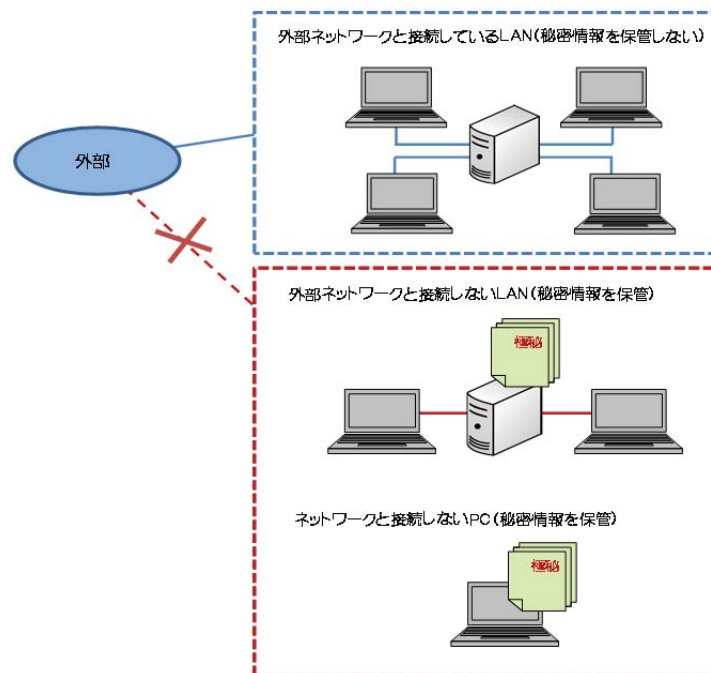 外部ネットワークと接続しているLAN(秘密情報を保管しない)
外部
外部ネットワークと接続しないLAN(秘密情報を保管)
極秘
ネットワークと接続しないPC(秘密情報を保管)
極秘